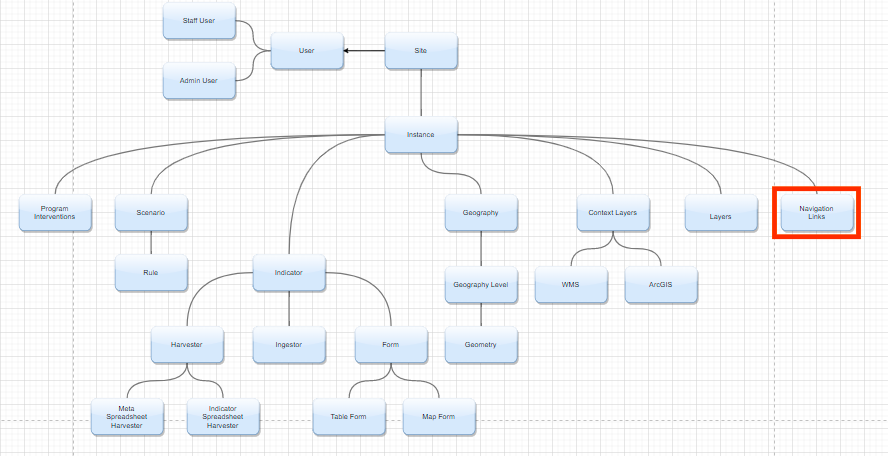 Staff User
User
Site
Admin User
Instance
Program
Interventions
Scenario
Geography
Context Layers
Layers
Navigation
Links
Rule
Indicator
Geography Level
WMS
ArcGIS
Harvester
Ingestor
Form
Geometry
Meta
Spreadsheet
Harvester
Indicator
Spreadsheet
Harvester
Table Form
Map Form